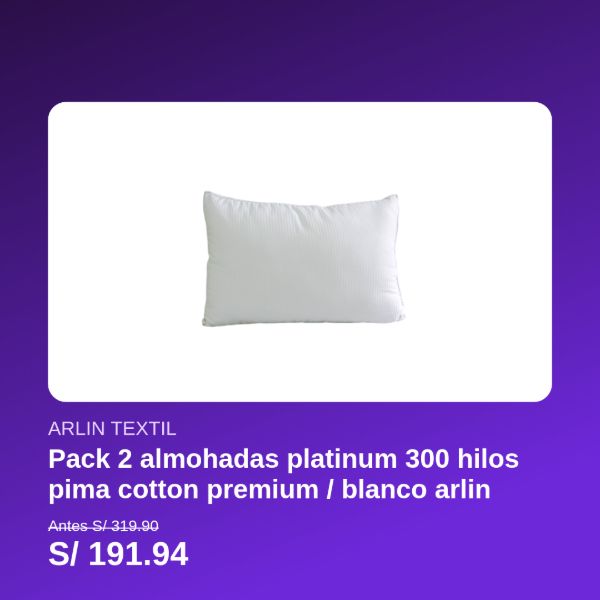 ARLIN TEXTIL
Pack 2 almohadas platinum 300 hilos
pima cotton premium / blanco arlin
Antes S/ 319.90
S/ 191.94